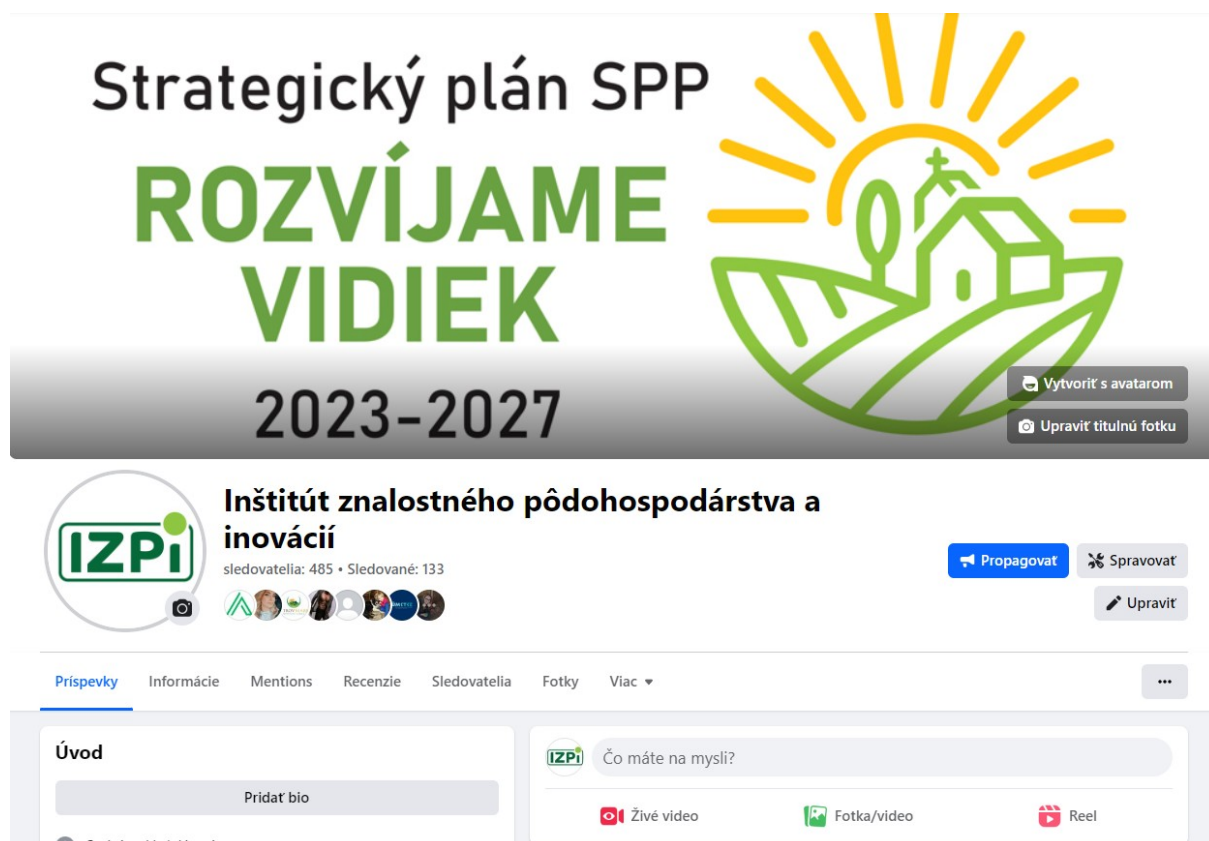 Strategický plán SPP
ROZVÍJAME
VIDIEK
2023-2027
Vytvoriť s avatarom
Upraviť titulnú fotku
IZPi
Inštitút znalostného pôdohospodárstva a
inovácií
sledovatelia: 485 • Sledované: 133
Propagovať
Spravovať
Upraviť
Príspevky Informácie Mentions Recenzie Sledovatelia Fotky Viac
Úvod
Pridať bio
IZPi
Čo máte na mysli?
Živé video Fotka/video Reel